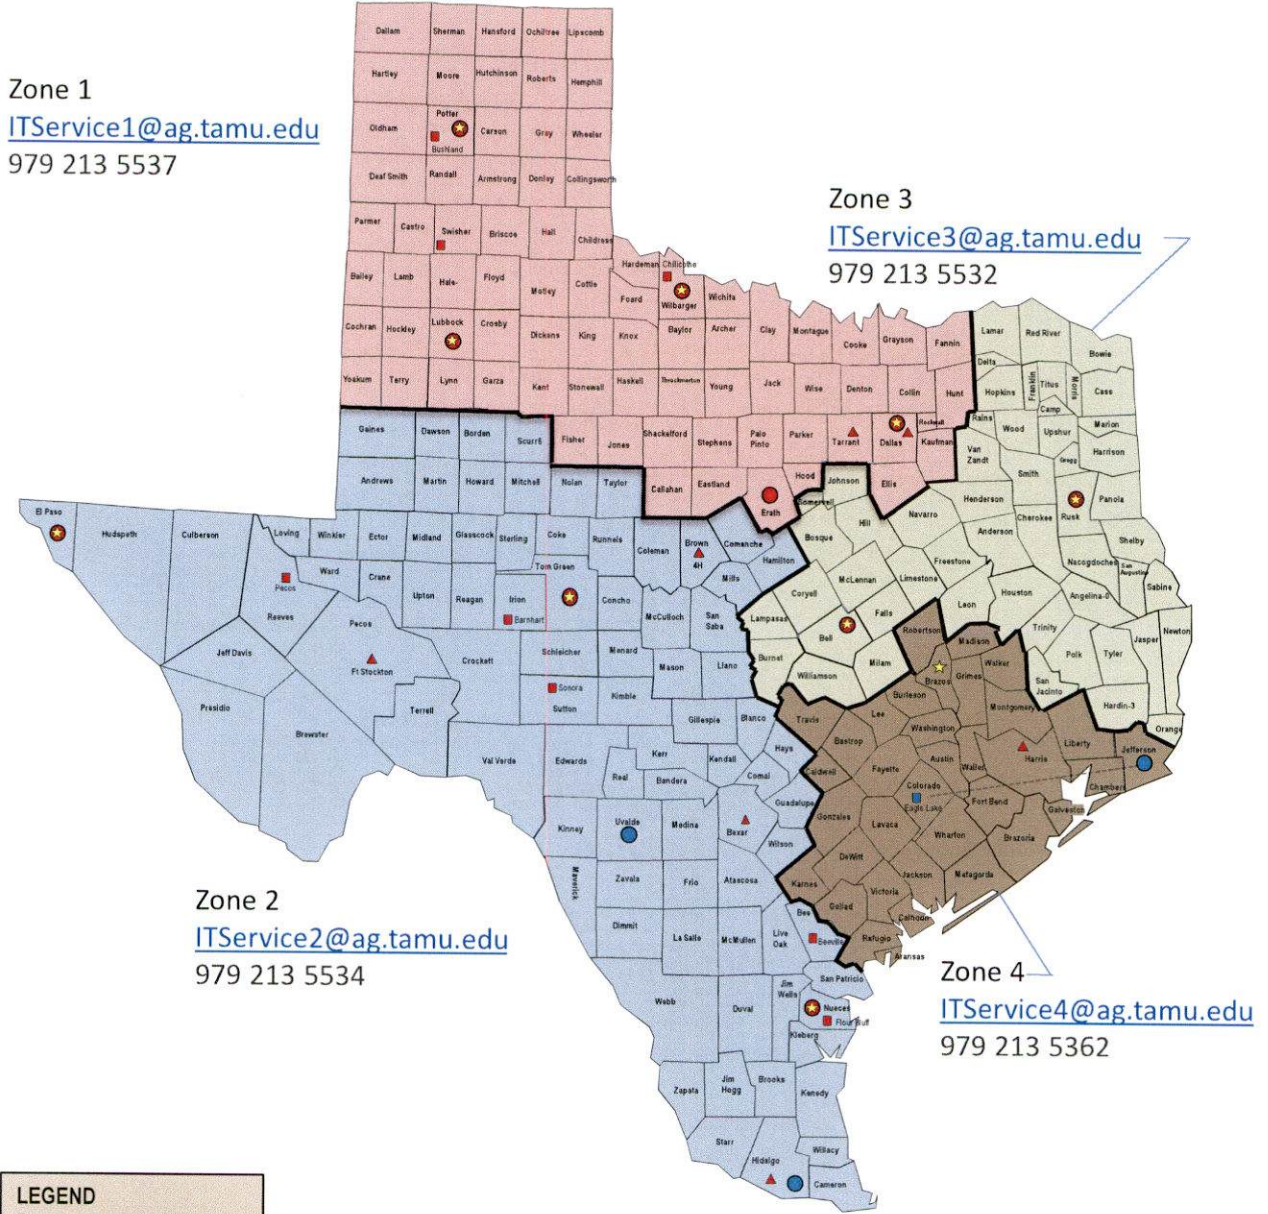 Zone 1
ITService1@ag.tamu.edu
979 213 5537
Zone 3
ITService3@ag.tamu.edu
979 213 5532
Dallam Sherman Hansford Ochiltree Lipscomb
Hartley Moore Hutchinson Roberts Hemphill
Oldham Potter Carson Gray Wheeler
Bushland
Deaf Smith Randall Armstrong Donley Collingsworth
Parmer Castro Swisher Briscoe Hall Childress
Hardeman Chillicothe
Bailey Lamb Hale Floyd Motley Cottle Foard Wilbarger Wichita
Cochran Hockley Lubbock Crosby Dickens King Knox Baylor Archer Clay Montague Cooke Grayson Fannin
Lamar Red River Bowie
Delta
Yoakum Terry Lynn Garza Kent Stonewall Haskell Throckmorton Young Jack Wise Denton Collin Hunt
Hopkins Franklin Titus Morris Cass
Camp
Gaines Dawson Borden Scurr6 Fisher Jones Shackelford Stephens Palo Pinto Parker Tarrant Dallas Rockwall Kaufman
Rains Wood Upshur Marion
Van Zandt Smith Gregg Harrison
Andrews Martin Howard Mitchell Nolan Taylor Callahan Eastland Erath Hood Johnson Ellis
Somervell
Henderson Rusk Panola
El Paso Hudspeth Culberson Loving Winkler Ector Midland Glasscock Sterling Coke Runnels Coleman Brown Comanche
4H
Hamilton Bosque Hill Navarro Anderson Cherokee Shelby
Pecos Ward Crane Upton Reagan Irion Tom Green Concho McCulloch San Saba Mills
Barnhart
Lampasas Coryell McLennan Limestone Freestone Nacogdoches San Augustine Sabine
Reeves Jeff Davis Pecos Ft Stockton Crockett Schleicher Menard Mason Llano Burnet Bell Falls
Leon Houston Angelina-0 Trinity Polk Tyler Jasper Newton
Robertson Madison Walker San Jacinto Hardin-3 Orange
Presidio Brewster Terrell Val Verde Sonora Sutton Kimble Gillespie Blanco Williamson Milam
Brazos Grimes Burleson Montgomery Liberty Jefferson
Travis Lee Washington Harris Chambers
Edwards Kerr Kendall Hays Bastrop Caldwell Fayette Austin Waller
Real Bandera Comal Guadalupe Gonzales Colorado Eagle Lake Fort Bend Galveston
Kinney Uvalde Medina Bexar Wilson Lavaca Wharton Brazoria
Maverick Zavala Frio Atascosa Karnes DeWitt Jackson Matagorda
Goliad Victoria Calhoun
Dimmit La Salle McMullen Live Oak Bee Beeville Refugio Aransas
Webb Duval Jim Wells San Patricio Nueces Flour Bluff
Kleberg
Zapata Jim Hogg Brooks Kenedy
Starr Hidalgo Willacy Cameron
Zone 2
ITService2@ag.tamu.edu
979 213 5534
Zone 4
ITService4@ag.tamu.edu
979 213 5362
LEGEND